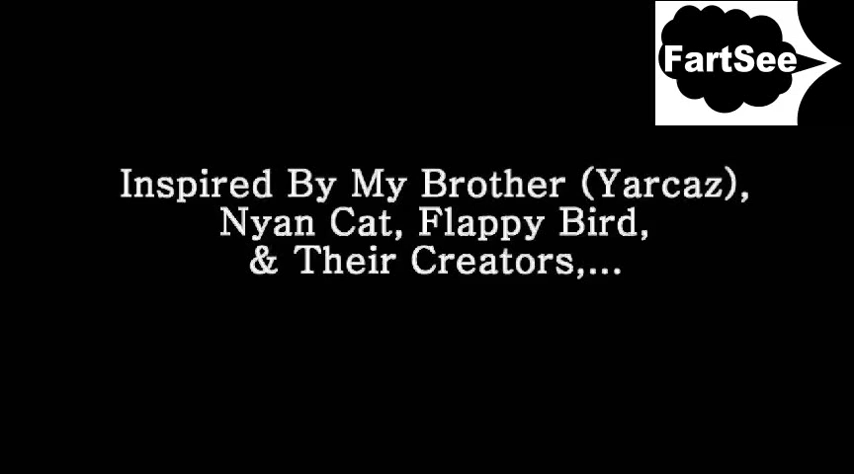 FartSee
Inspired By My Brother (Yarcaz),
Nyan Cat, Flappy Bird,
& Their Creators,...